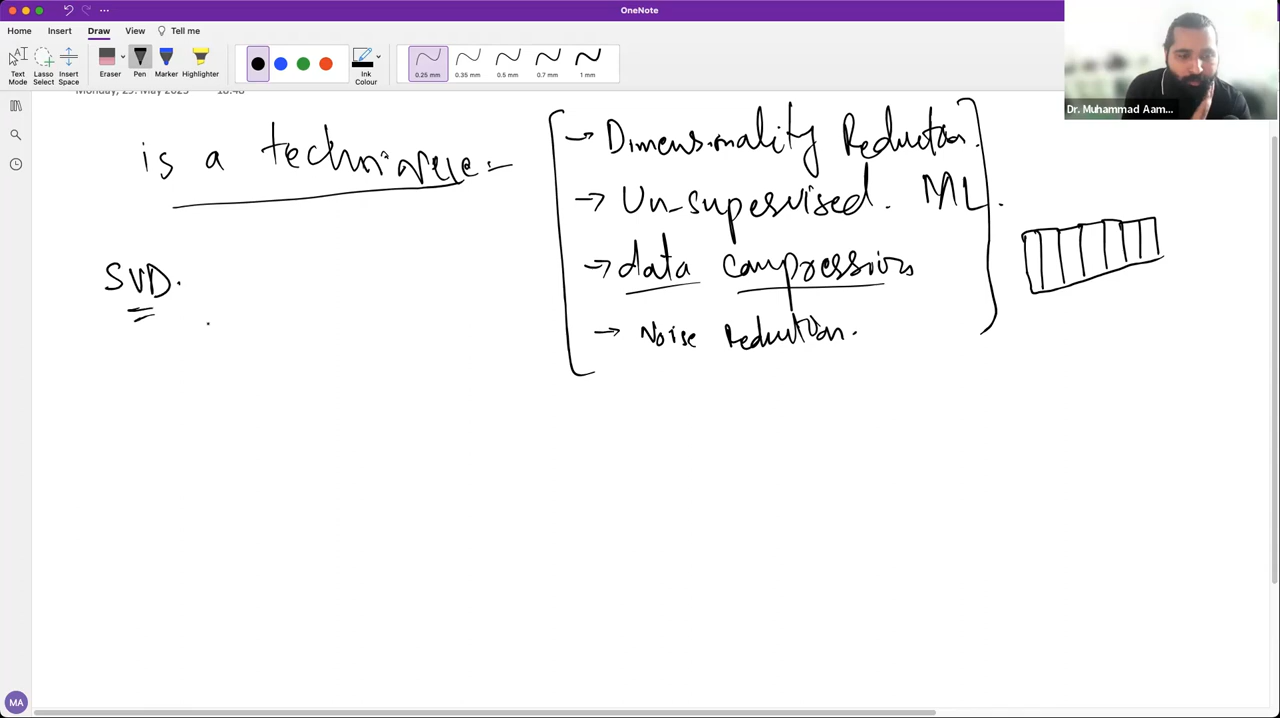 OneNote
Home Insert Draw View Tell me
Text Mode Lasso Select Insert Space Eraser Pen Marker Highlighter Ink Colour 0.25 mm 0.35 mm 0.5 mm 0.7 mm 1 mm
Dr. Muhammad Aam...
is a technique:-
→ Dimensionality Reduction.
→ Un-supervised. ML.
→ data compression
→ Noise Reduction.
SVD.
MA